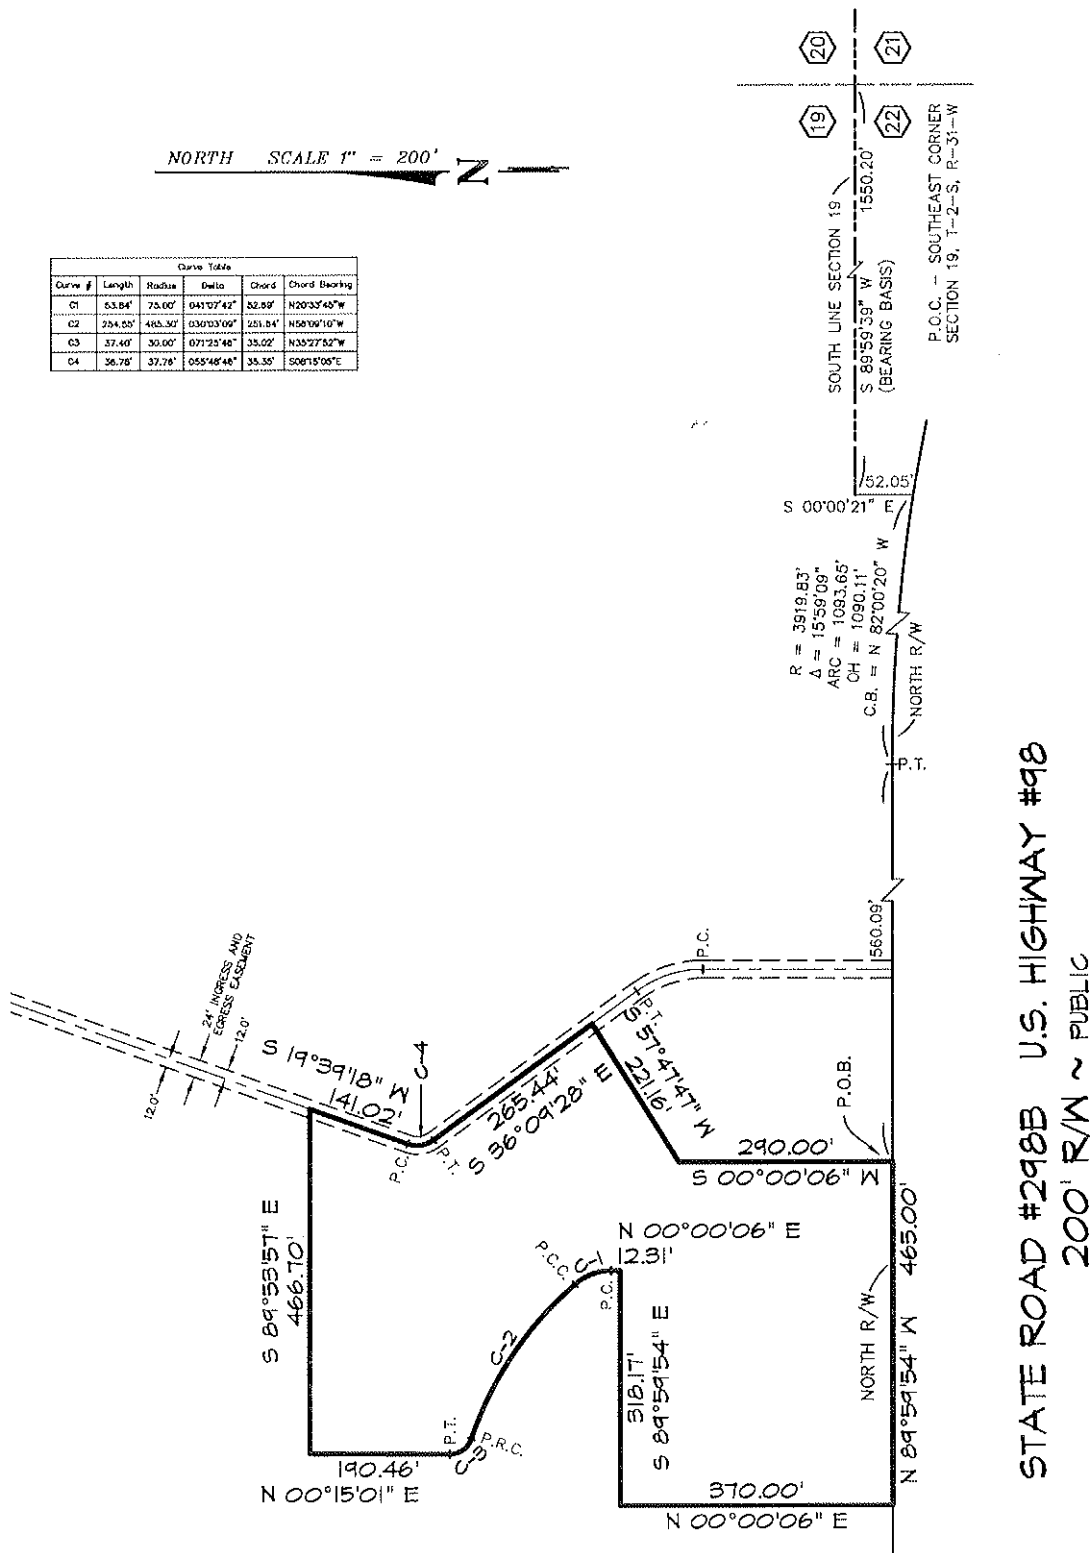 NORTH SCALE 1" = 200' N
Curve Table
Curve # Length Radius Delta Chord Chord Bearing
C1 53.84' 75.00' 041°07'42" 52.69' N20°33'45"W
C2 254.55' 485.30' 030°03'09" 251.64' N56°09'10"W
C3 37.40' 30.00' 071°25'46" 35.02' N35°27'52"W
C4 36.78' 37.76' 055°48'46" 35.35' S08°15'05"E
20
21
19
22
P.O.C. - SOUTHEAST CORNER
SECTION 19, T-2-S, R-31-W
SOUTH LINE SECTION 19
S 89°59'39" W 1550.20'
(BEARING BASIS)
52.05'
S 00°00'21" E
R = 3919.83'
Δ = 15°59'09"
ARC = 1093.65'
CH = 1090.11'
C.B. = N 82°00'20" W
NORTH R/W
P.T.
560.09'
24' INGRESS AND
EGRESS EASEMENT
12.0'
12.0'
S 19°39'18" W
141.02'
C-4
P.C.
P.T.
265.44'
S 36°09'28" E
P.C.
P.T.
S 57°47'47" W
221.16'
P.O.B.
290.00'
S 00°00'06" W
N 00°00'06" E
12.31'
P.C.
C-1
P.C.C.
C-2
P.R.C.
C-3
P.T.
S 89°53'57" E
466.70'
190.46'
N 00°15'01" E
318.17'
S 89°59'54" E
370.00'
N 00°00'06" E
NORTH R/W
N 89°59'54" W 465.00'
STATE ROAD #298B U.S. HIGHWAY #98
200' R/W ~ PUBLIC